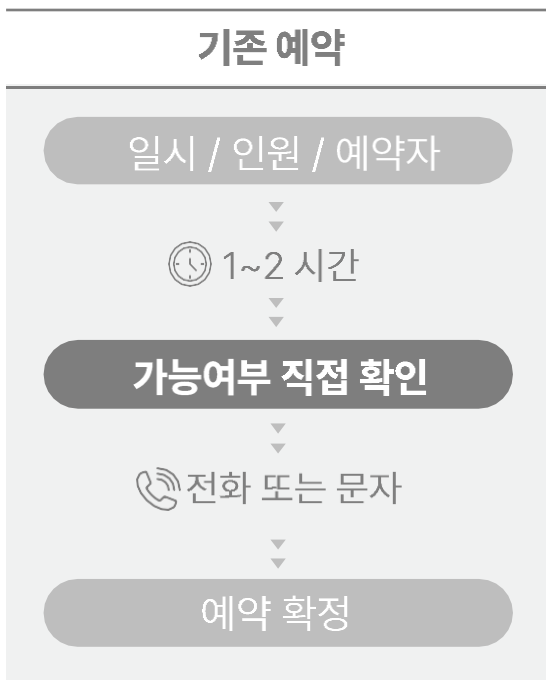 기존 예약
일시 / 인원 / 예약자
1~2 시간
가능여부 직접 확인
전화 또는 문자
예약 확정